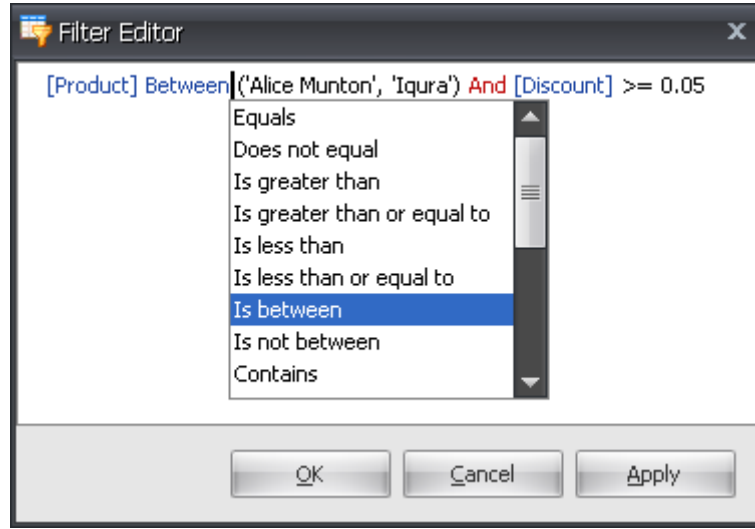 Filter Editor
[Product] Between ('Alice Munton', 'Iqura') And [Discount] >= 0.05
Equals
Does not equal
Is greater than
Is greater than or equal to
Is less than
Is less than or equal to
Is between
Is not between
Contains
OK Cancel Apply